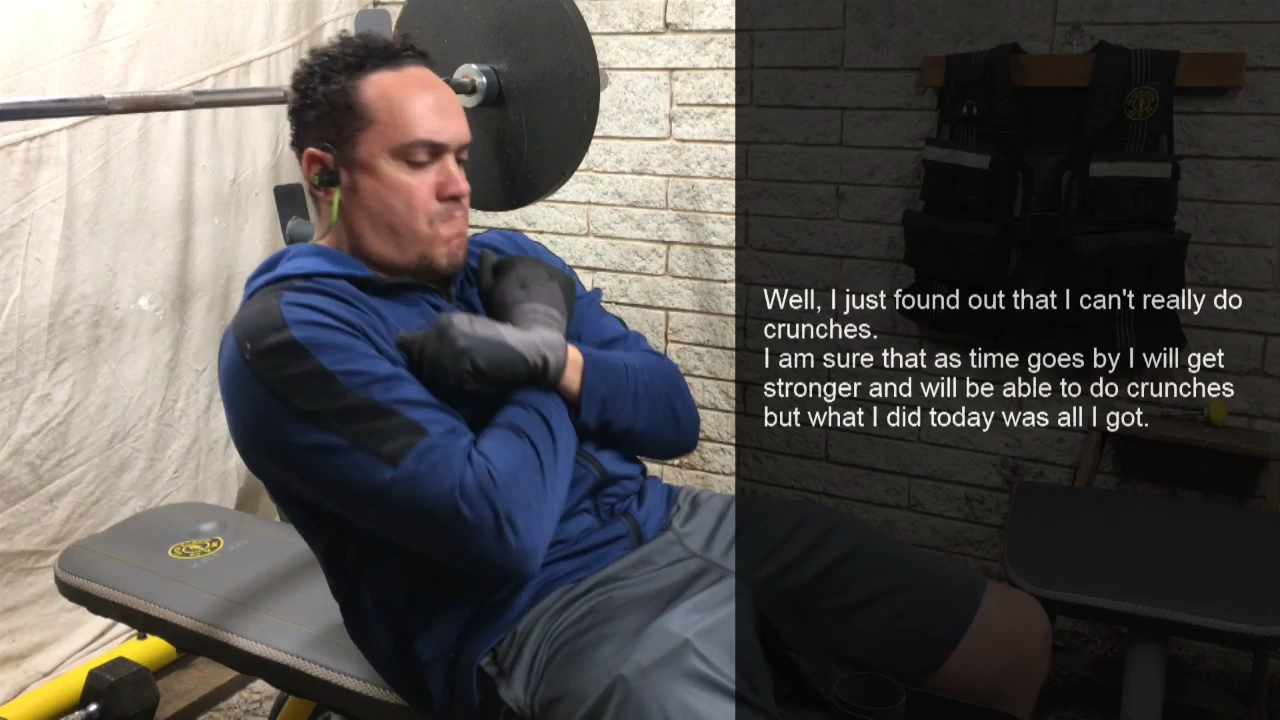 Well, I just found out that I can't really do
crunches.
I am sure that as time goes by I will get
stronger and will be able to do crunches
but what I did today was all I got.